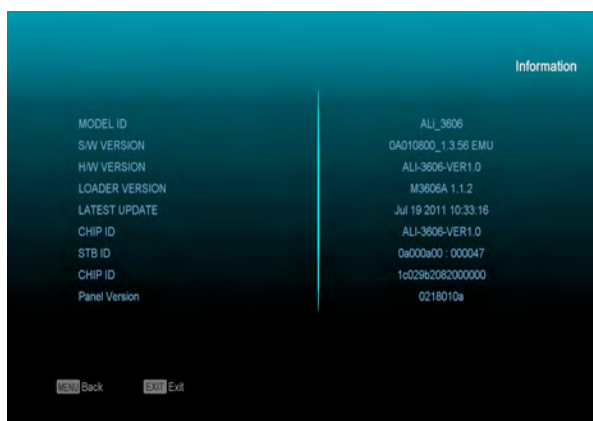 Information
MODEL ID ALi_3606
S/W VERSION 0A010800_1.3.56 EMU
H/W VERSION ALI-3606-VER1.0
LOADER VERSION M3606A 1.1.2
LATEST UPDATE Jul 19 2011 10:33:16
CHIP ID ALI-3606-VER1.0
STB ID 0a000a00 : 000047
CHIP ID 1c029b2082000000
Panel Version 0218010a
MENU Back EXIT Exit